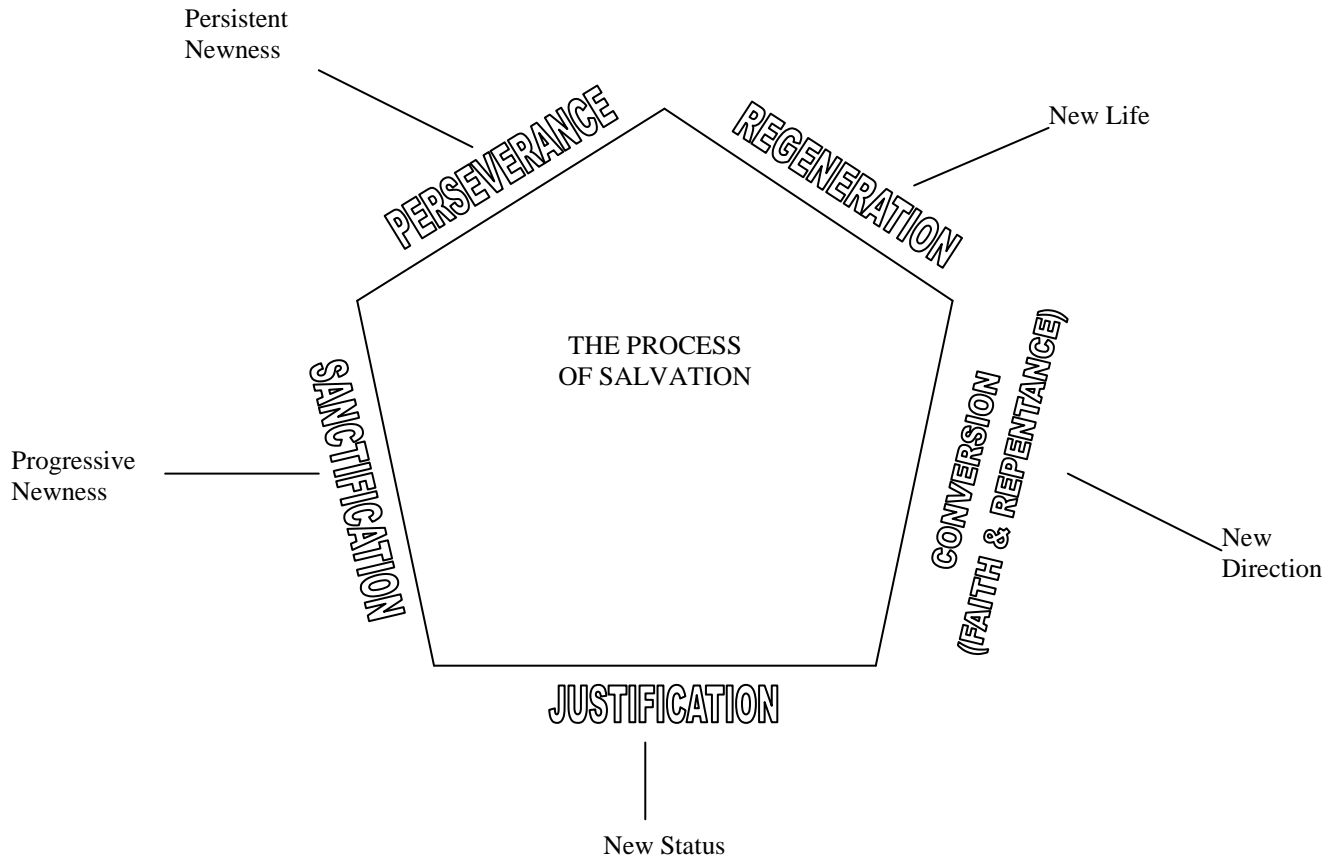 Persistent
Newness
PERSEVERANCE
REGENERATION
New Life
THE PROCESS
OF SALVATION
CONVERSION
(FAITH & REPENTANCE)
New
Direction
SANCTIFICATION
Progressive
Newness
JUSTIFICATION
New Status